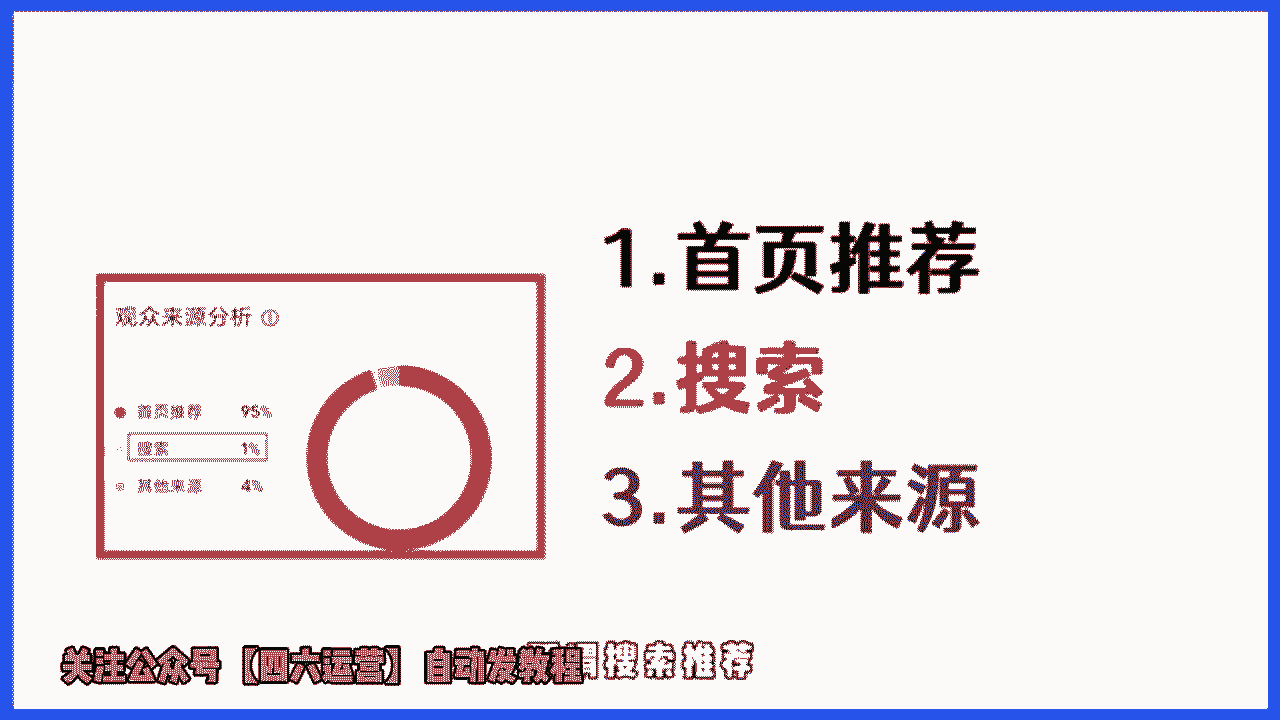 1.首页推荐
2.搜索
3.其他来源
观众来源分析
首页推荐 95%
搜索 1%
其他来源 4%
关注公众号【四六运营】自动发教程
搜索推荐